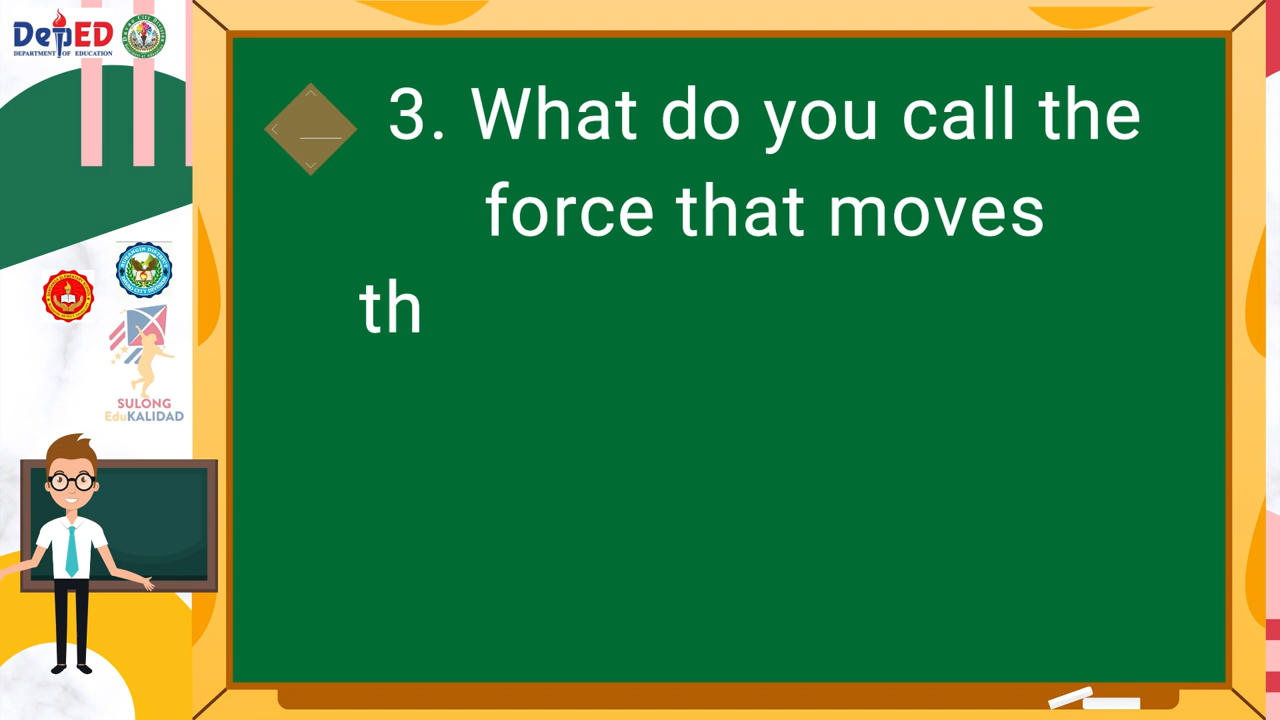 DepED
DEPARTMENT OF EDUCATION
3. What do you call the
force that moves
th
SULONG
EduKALIDAD